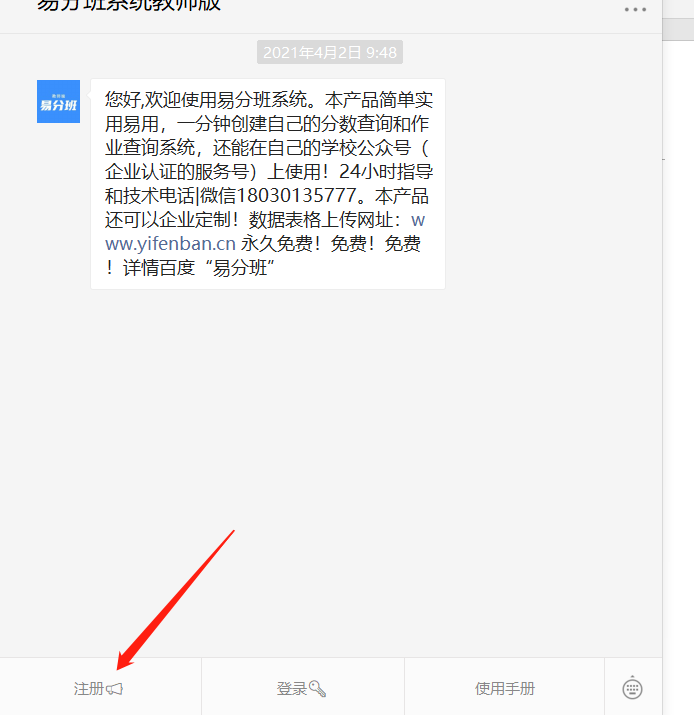 易分班系统教师版
2021年4月2日 9:48
易分班
您好,欢迎使用易分班系统。本产品简单实
用易用，一分钟创建自己的分数查询和作
业查询系统，还能在自己的学校公众号（
企业认证的服务号）上使用！24小时指导
和技术电话|微信18030135777。本产品
还可以企业定制！数据表格上传网址：w
ww.yifenban.cn 永久免费！免费！免费
！详情百度“易分班”
注册
登录
使用手册